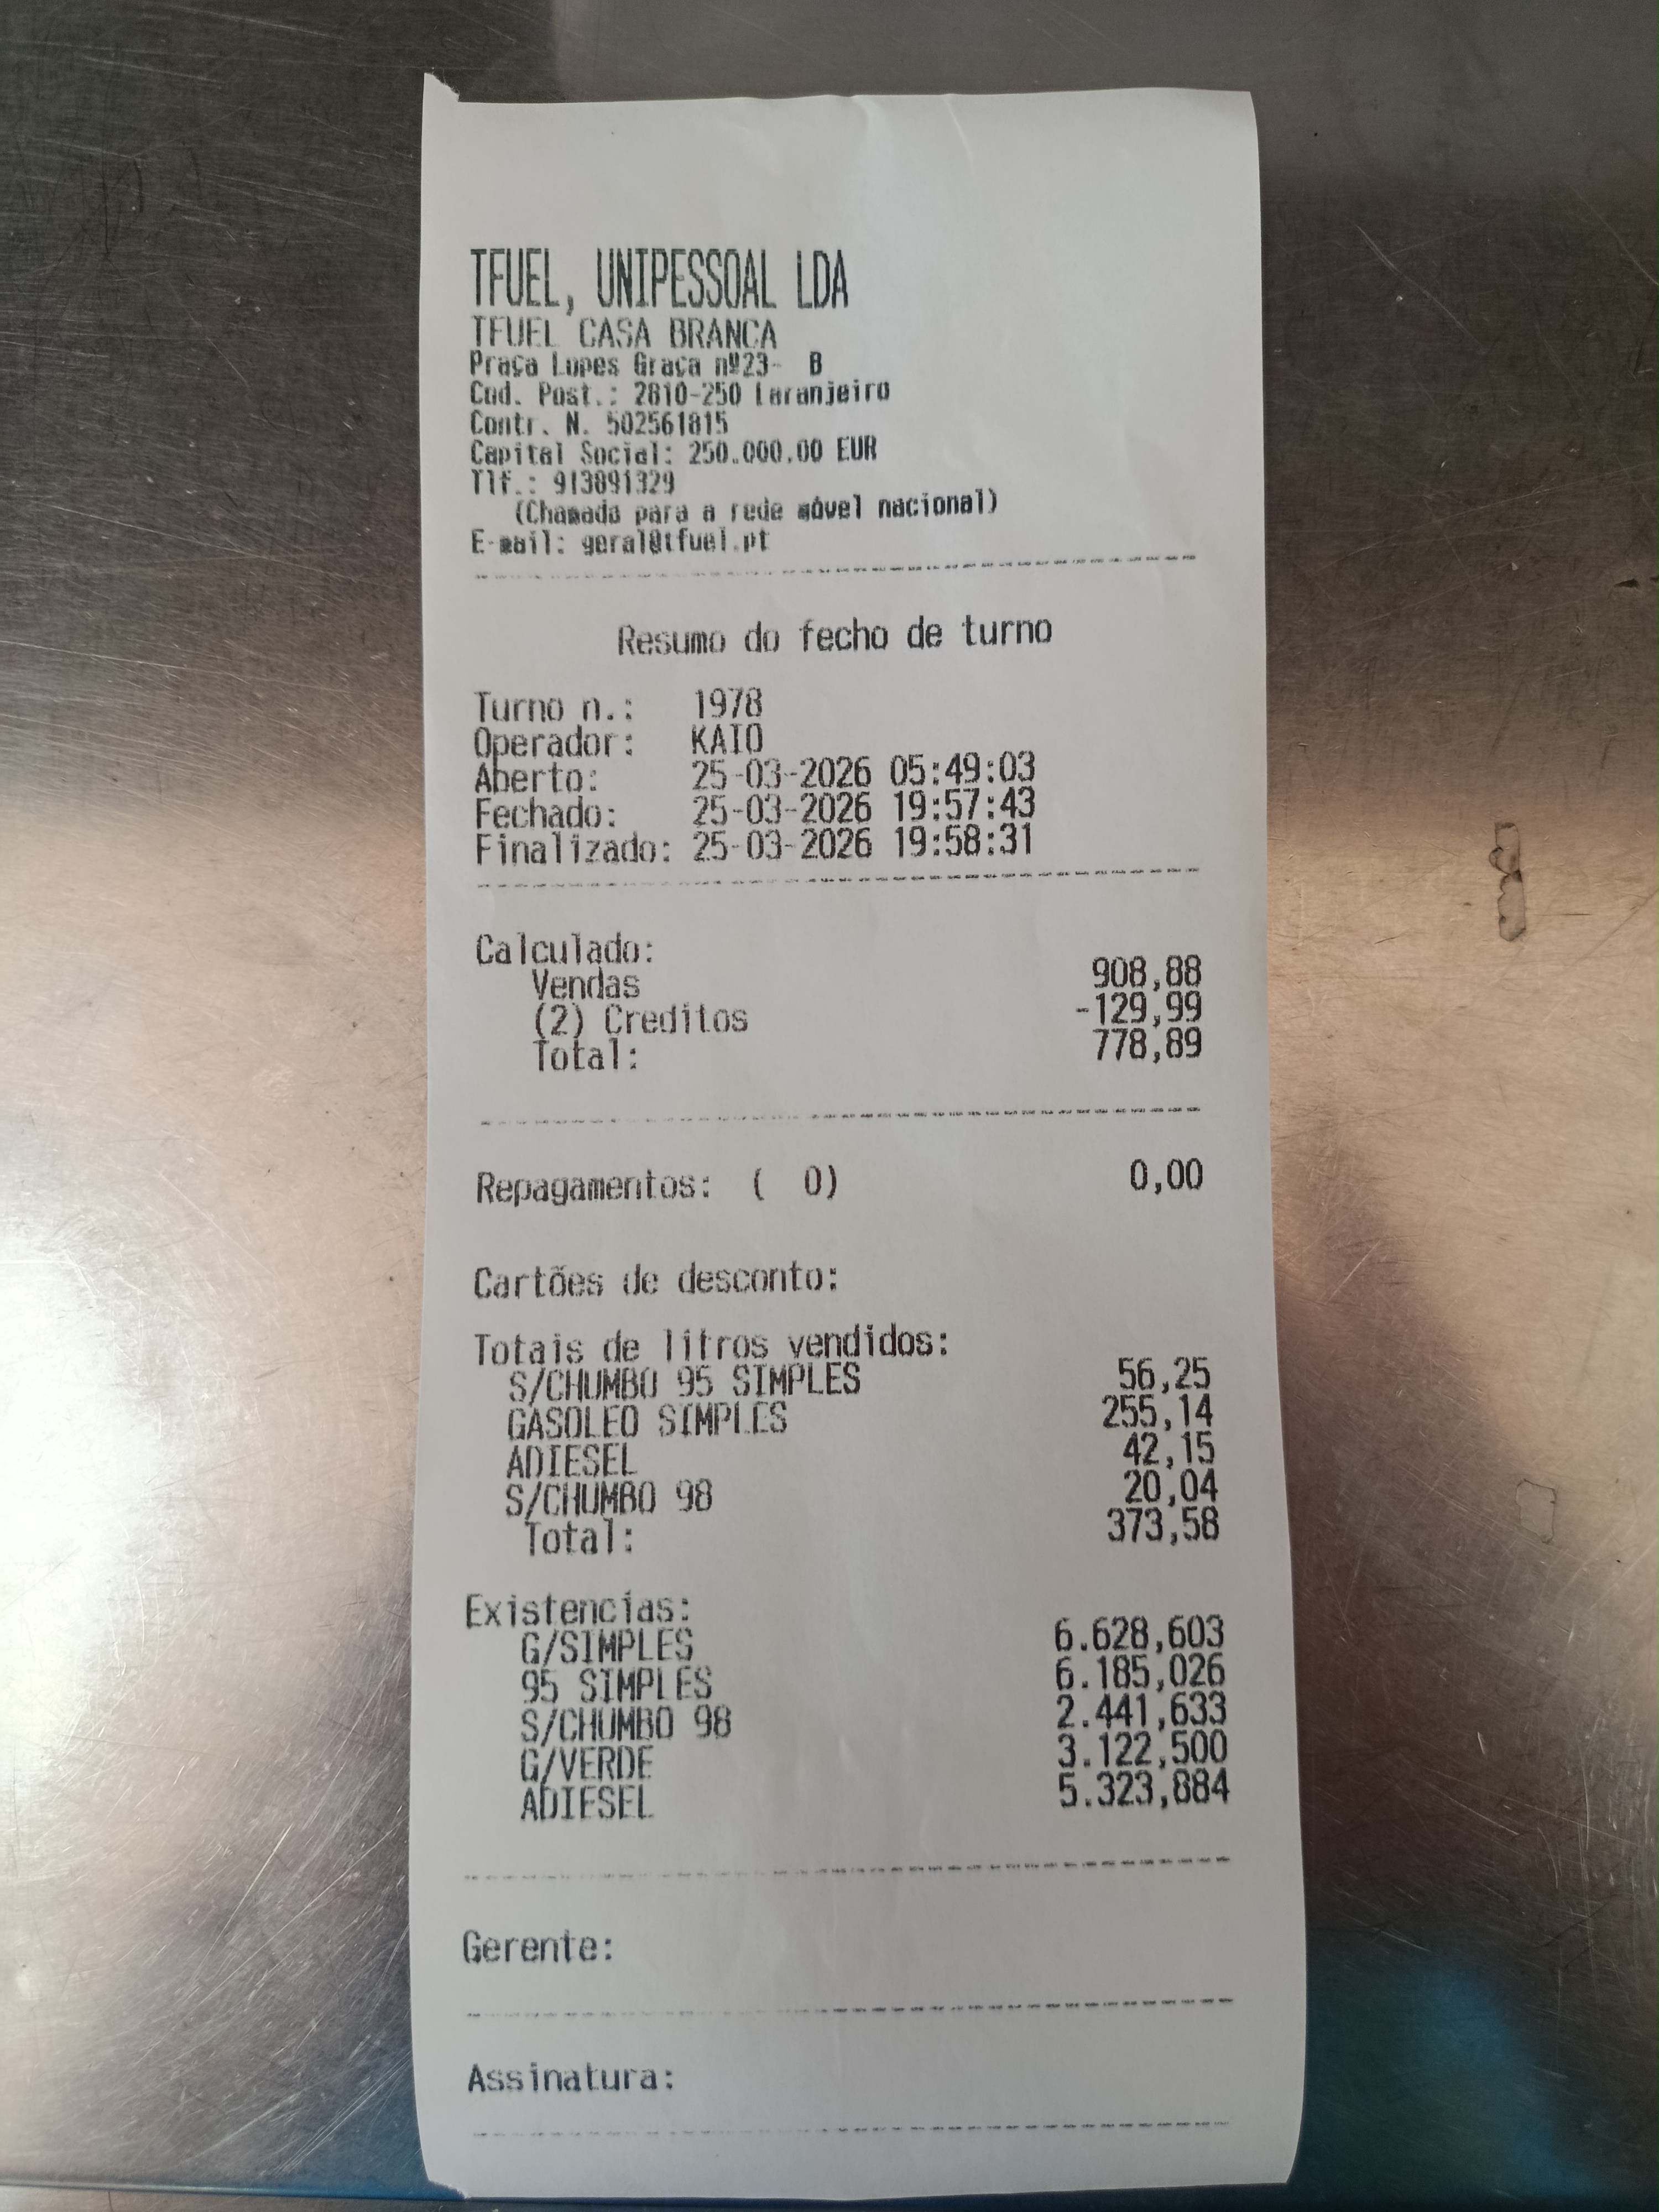 TFUEL, UNIPESSOAL LDA
TFUEL CASA BRANCA
Praça Lopes Graça nº23- B
Cod. Post.: 2810-250 Laranjeiro
Contr. N. 502561815
Capital Social: 250.000,00 EUR
Tlf.: 913891329
(Chamada para a rede móvel nacional)
E-mail: geral@tfuel.pt
Resumo do fecho de turno
Turno n.: 1978
Operador: KAIO
Aberto: 25-03-2026 05:49:03
Fechado: 25-03-2026 19:57:43
Finalizado: 25-03-2026 19:58:31
Calculado:
Vendas 908,88
(2) Creditos -129,99
Total: 778,89
Repagamentos: ( 0) 0,00
Cartões de desconto:
Totais de litros vendidos:
S/CHUMBO 95 SIMPLES 56,25
GASOLEO SIMPLES 255,14
ADIESEL 42,15
S/CHUMBO 98 20,04
Total: 373,58
Existencias:
G/SIMPLES 6.628,603
95 SIMPLES 6.185,026
S/CHUMBO 98 2.441,633
G/VERDE 3.122,500
ADIESEL 5.323,884
Gerente:
Assinatura: